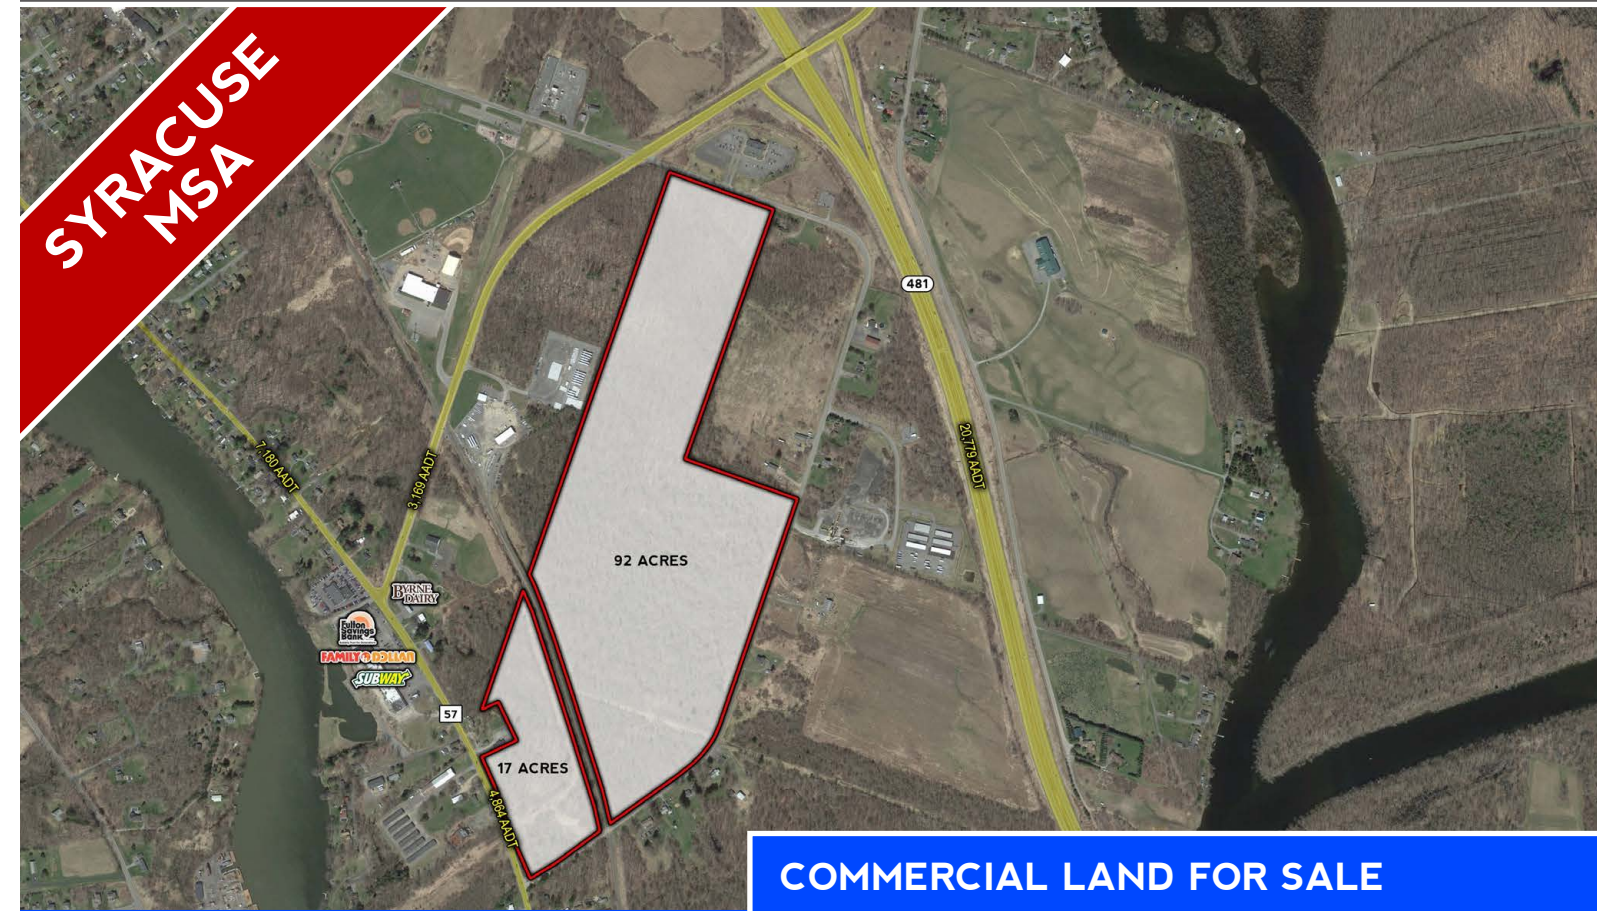 SYRACUSE
MSA
481
20,779 AADT
7,180 AADT
3,169 AADT
92 ACRES
BYRNE
DAIRY
Fulton
Savings
Bank
FAMILY DOLLAR
SUBWAY
57
17 ACRES
4,864 AADT
COMMERCIAL LAND FOR SALE